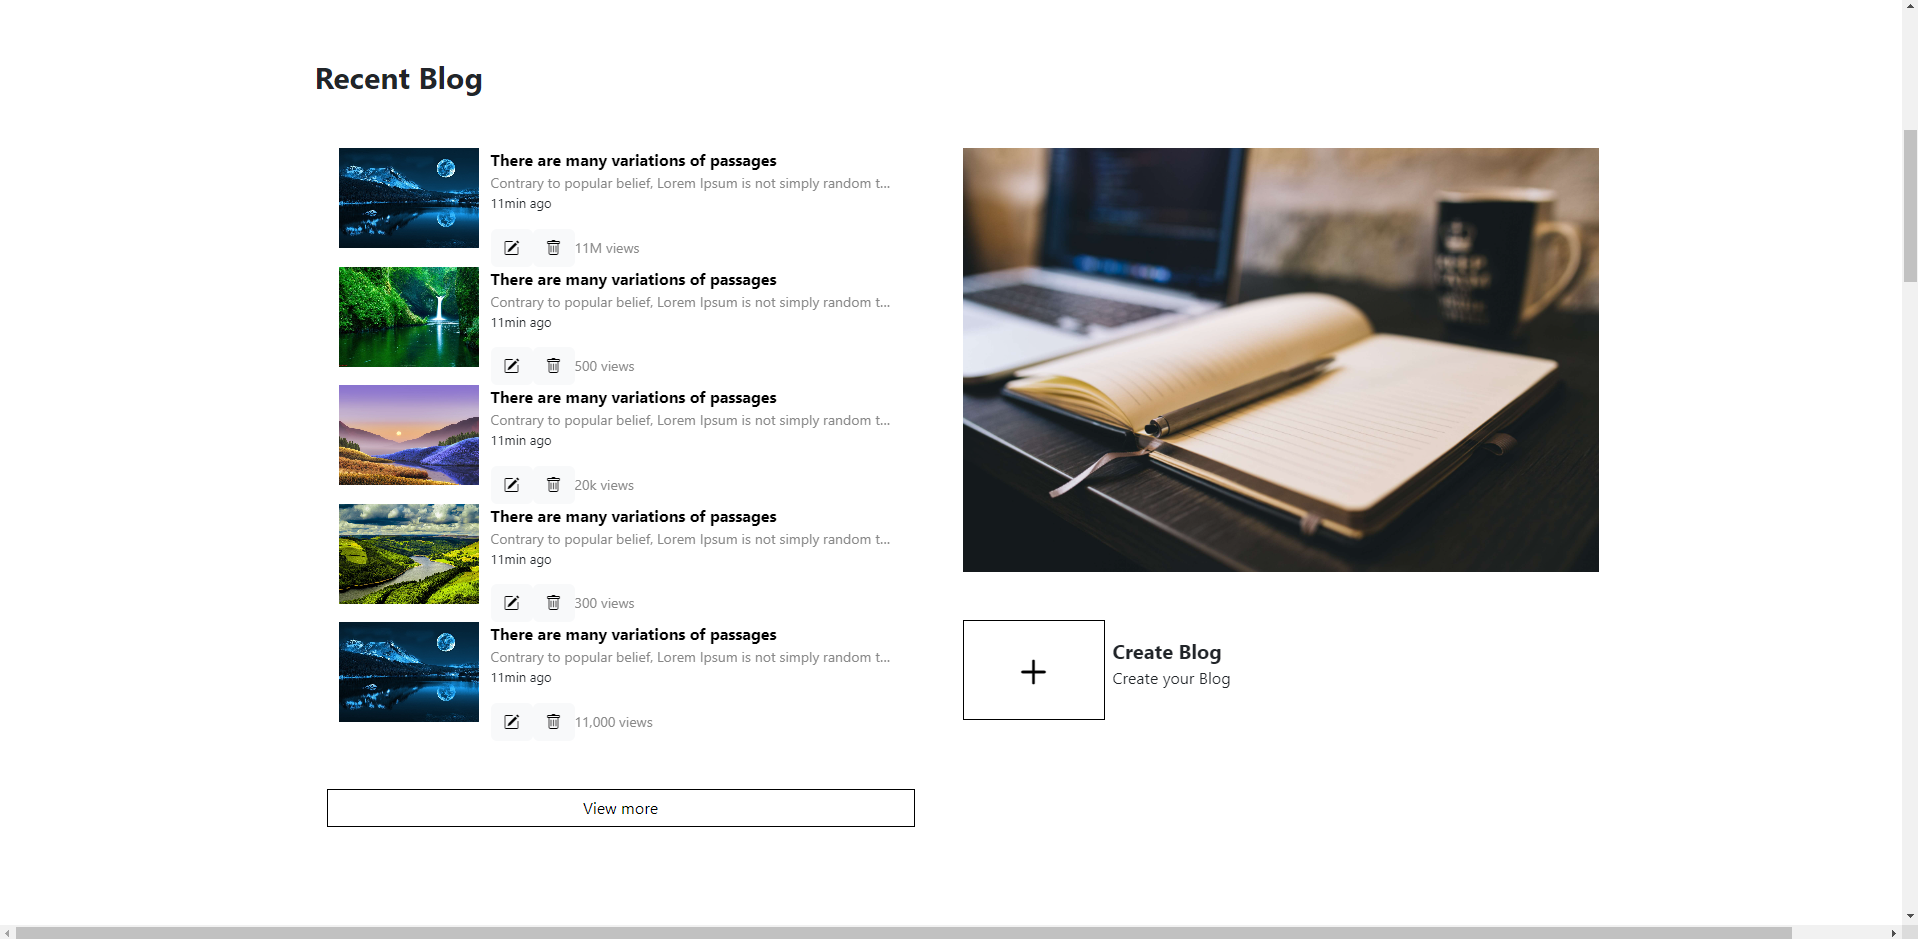 Recent Blog
There are many variations of passages
Contrary to popular belief, Lorem Ipsum is not simply random t...
11min ago
11M views
There are many variations of passages
Contrary to popular belief, Lorem Ipsum is not simply random t...
11min ago
500 views
There are many variations of passages
Contrary to popular belief, Lorem Ipsum is not simply random t...
11min ago
20k views
There are many variations of passages
Contrary to popular belief, Lorem Ipsum is not simply random t...
11min ago
300 views
There are many variations of passages
Contrary to popular belief, Lorem Ipsum is not simply random t...
11min ago
11,000 views
View more
Create Blog
Create your Blog